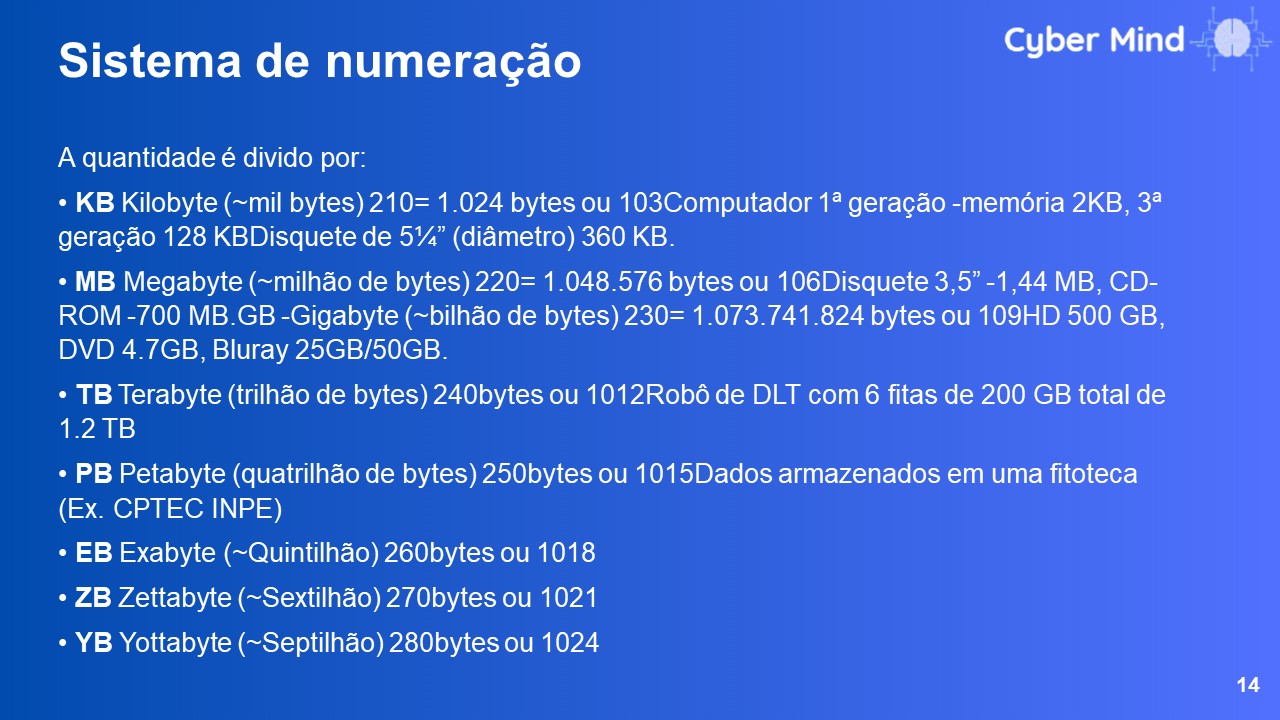 Sistema de numeração
Cyber Mind
A quantidade é divido por:
• KB Kilobyte (~mil bytes) 210= 1.024 bytes ou 103Computador 1ª geração -memória 2KB, 3ª
geração 128 KBDisquete de 5¼” (diâmetro) 360 KB.
• MB Megabyte (~milhão de bytes) 220= 1.048.576 bytes ou 106Disquete 3,5” -1,44 MB, CD-
ROM -700 MB.GB -Gigabyte (~bilhão de bytes) 230= 1.073.741.824 bytes ou 109HD 500 GB,
DVD 4.7GB, Bluray 25GB/50GB.
• TB Terabyte (trilhão de bytes) 240bytes ou 1012Robô de DLT com 6 fitas de 200 GB total de
1.2 TB
• PB Petabyte (quatrilhão de bytes) 250bytes ou 1015Dados armazenados em uma fitoteca
(Ex. CPTEC INPE)
• EB Exabyte (~Quintilhão) 260bytes ou 1018
• ZB Zettabyte (~Sextilhão) 270bytes ou 1021
• YB Yottabyte (~Septilhão) 280bytes ou 1024
14